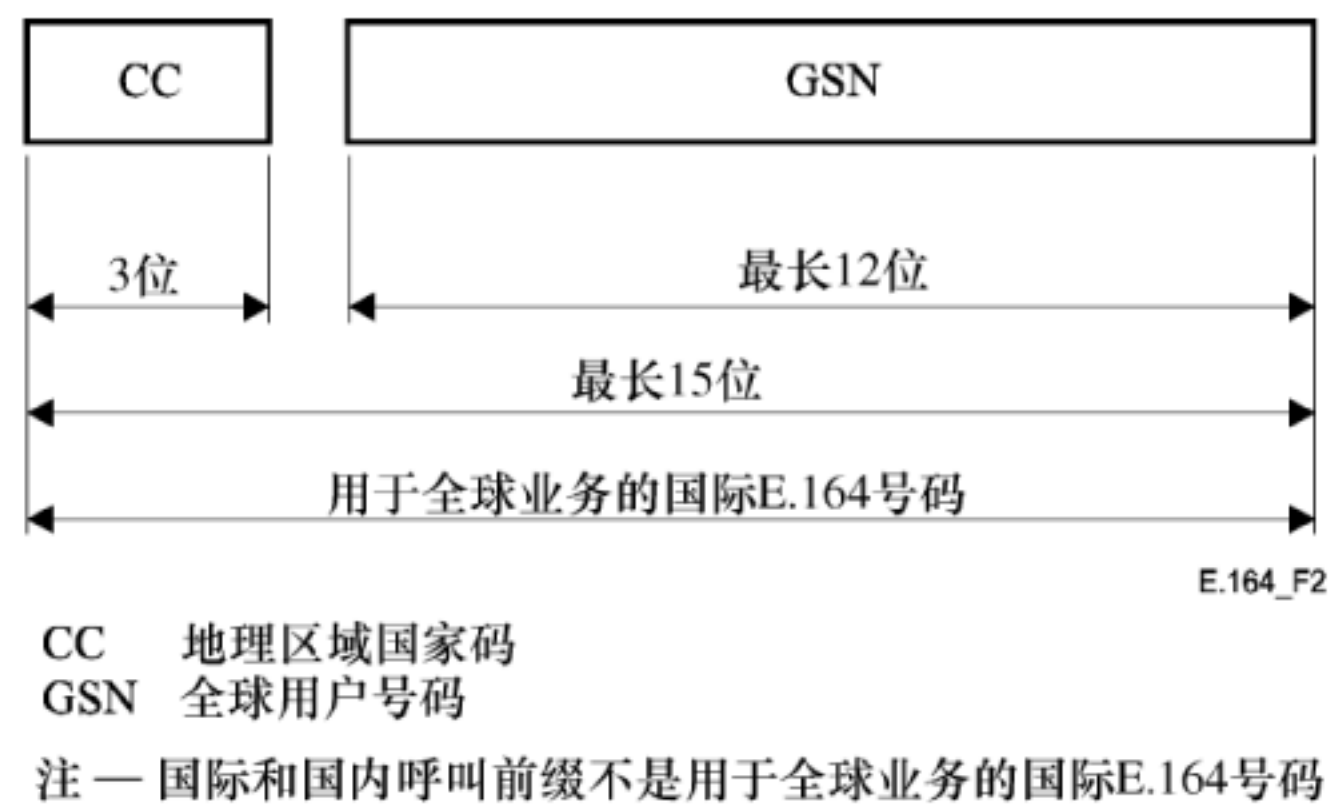 CC GSN
3位 最长12位
最长15位
用于全球业务的国际E.164号码
E.164_F2
CC 地理区域国家码
GSN 全球用户号码
注 — 国际和国内呼叫前缀不是用于全球业务的国际E.164号码